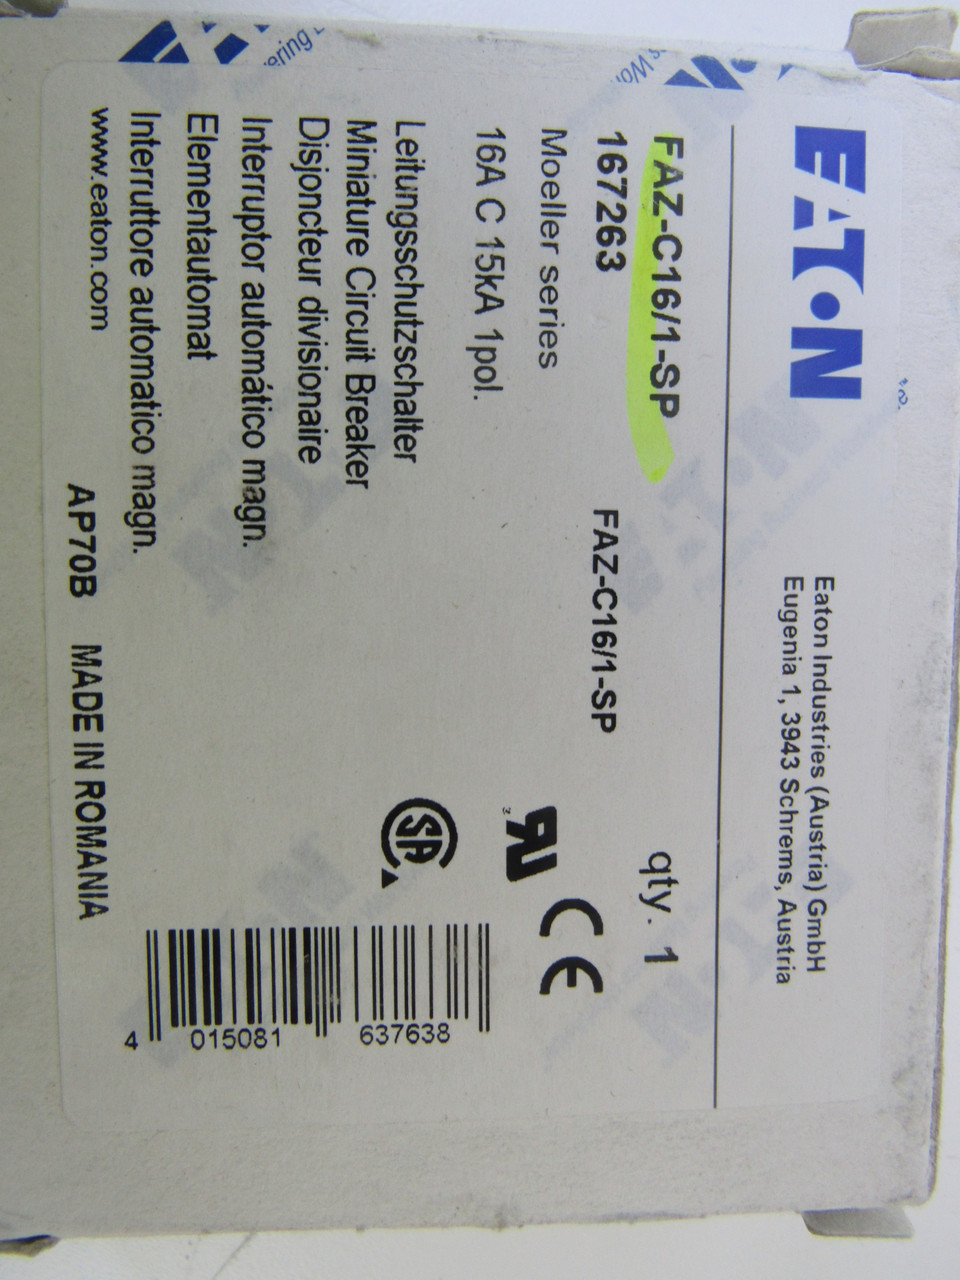 EATON
Eaton Industries (Austria) GmbH
Eugenia 1, 3943 Schrems, Austria
FAZ-C16/1-SP
qty. 1
167263
FAZ-C16/1-SP
Moeller series
16A C 15kA 1pol.
Leitungsschutzschalter
Miniature Circuit Breaker
Disjoncteur divisionaire
Interruptor automático magn.
Elementautomat
Interruttore automatico magn.
www.eaton.com
AP70B MADE IN ROMANIA
CE
SA
4 015081 637638